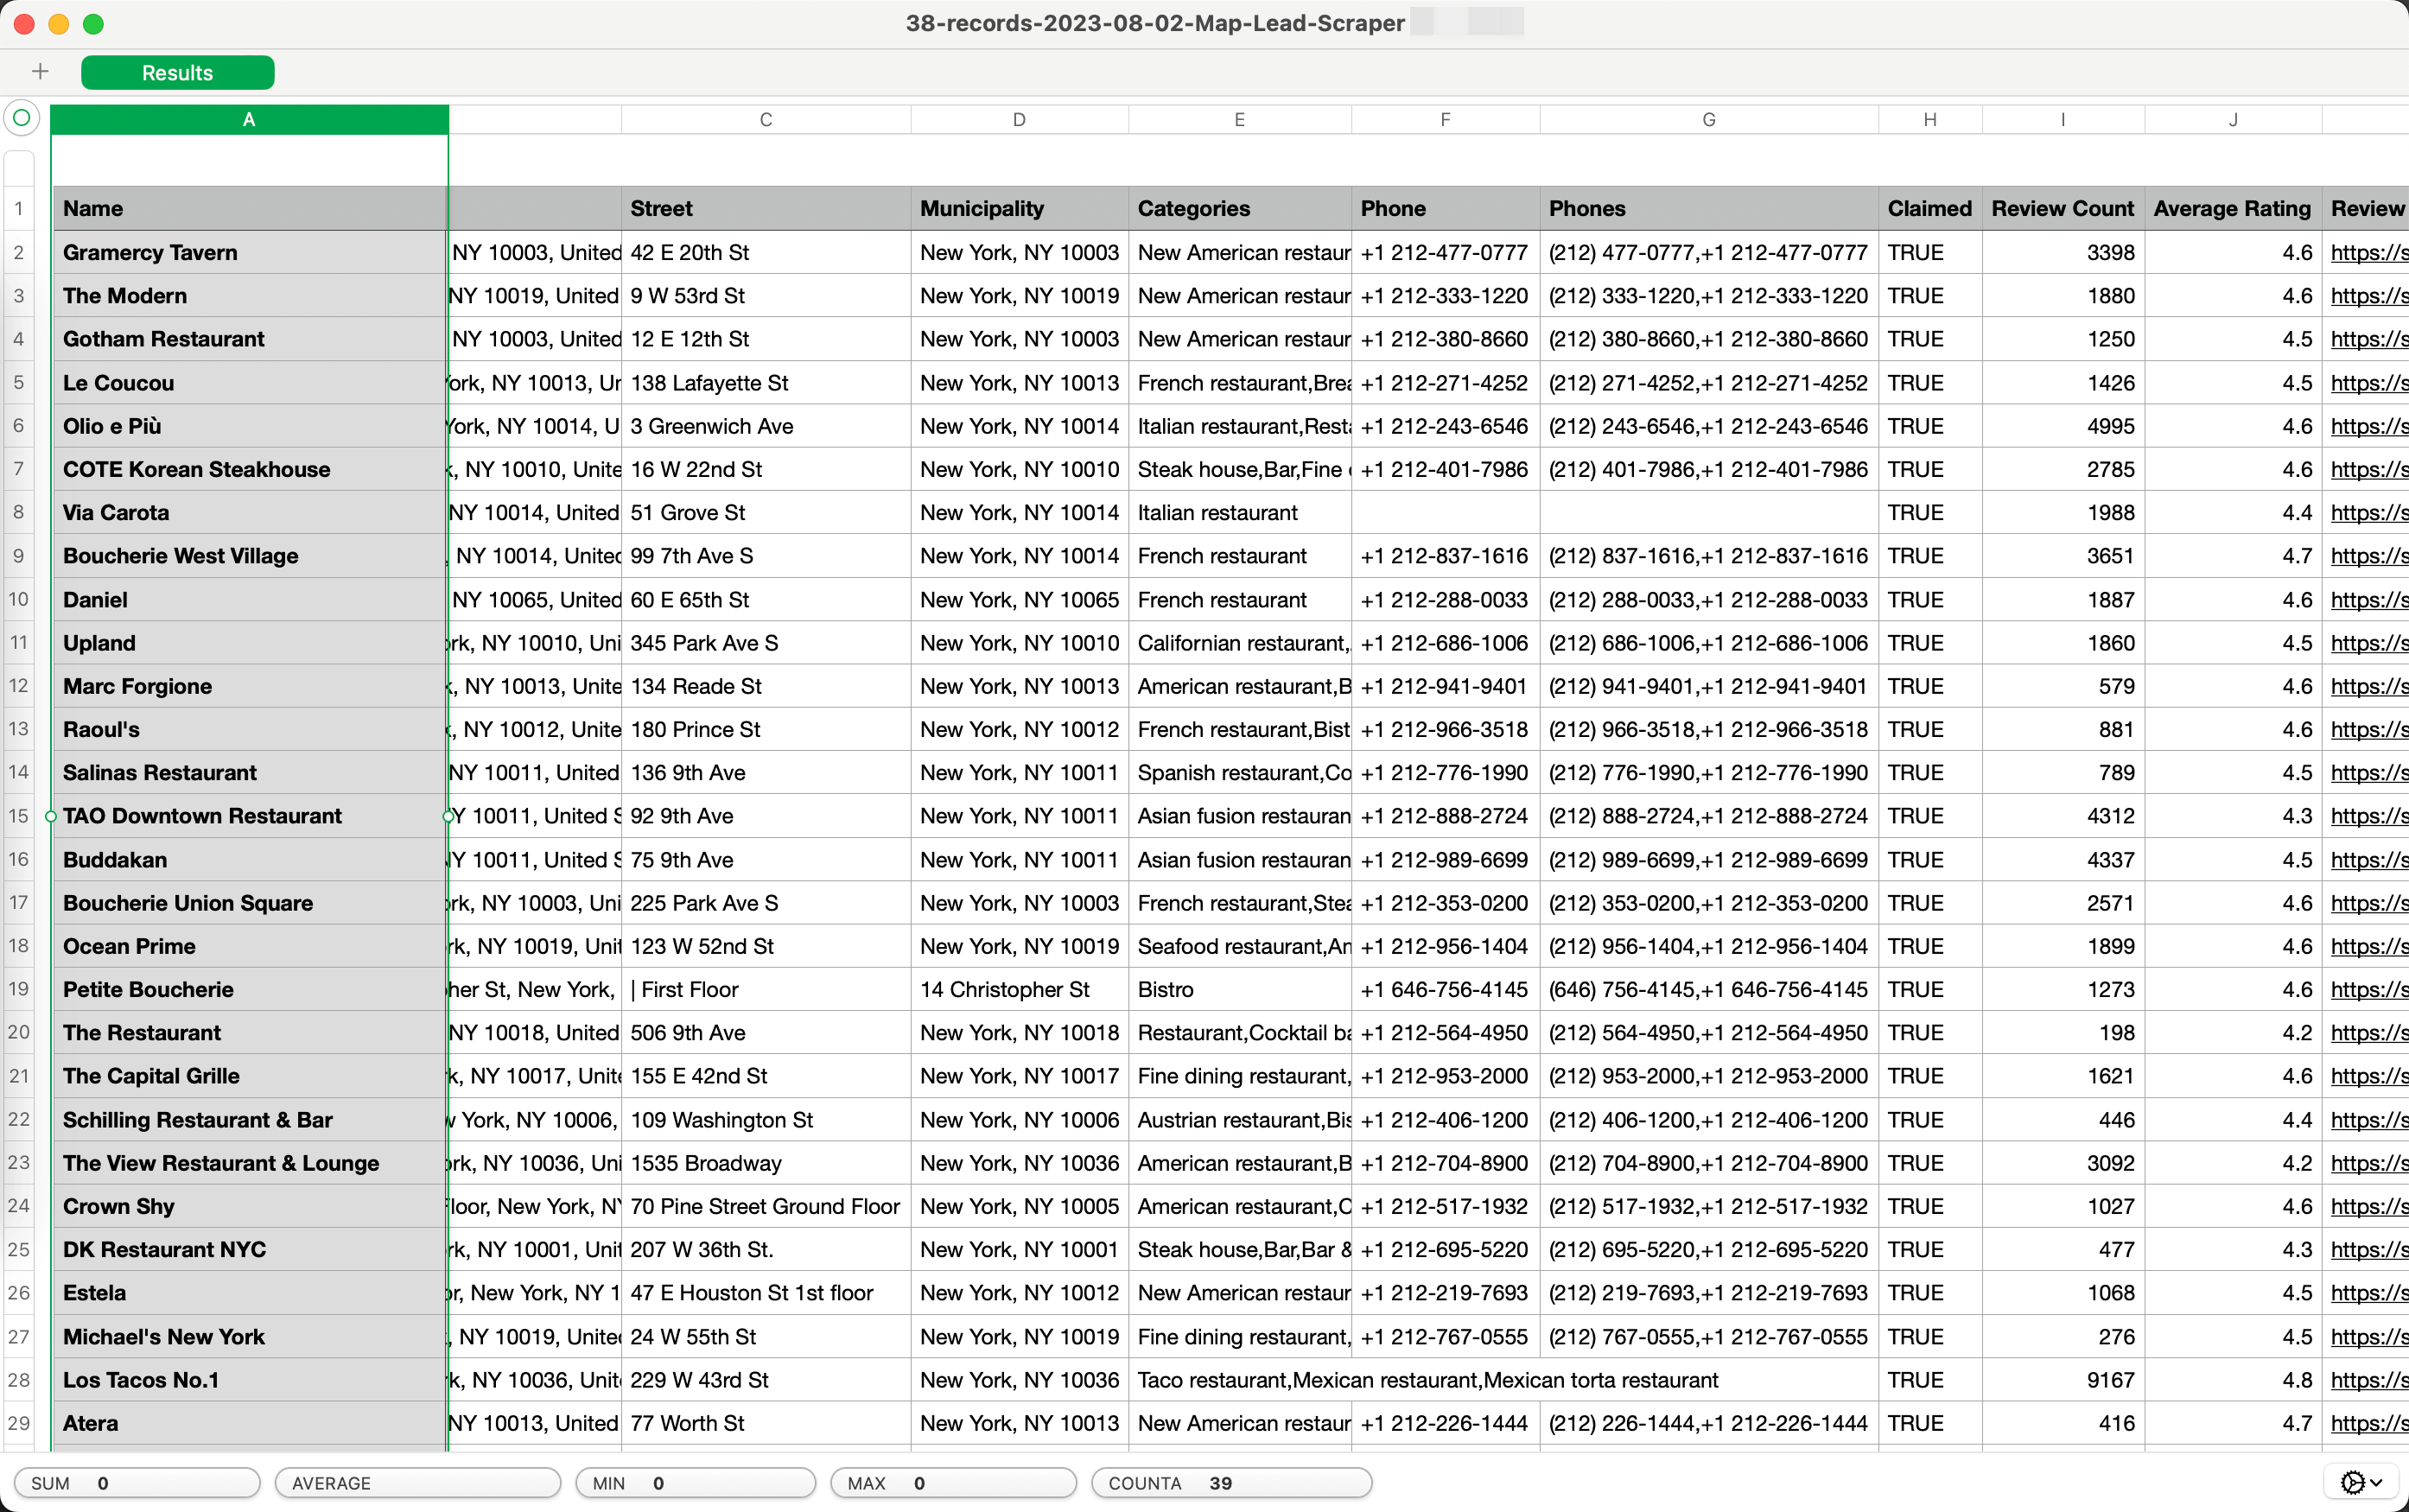 38-records-2023-08-02-Map-Lead-Scraper
+ Results
A C D E F G H I J
1 Name Street Municipality Categories Phone Phones Claimed Review Count Average Rating Review
2 Gramercy Tavern NY 10003, United 42 E 20th St New York, NY 10003 New American restaur +1 212-477-0777 (212) 477-0777,+1 212-477-0777 TRUE 3398 4.6 https://s
3 The Modern NY 10019, United 9 W 53rd St New York, NY 10019 New American restaur +1 212-333-1220 (212) 333-1220,+1 212-333-1220 TRUE 1880 4.6 https://s
4 Gotham Restaurant NY 10003, United 12 E 12th St New York, NY 10003 New American restaur +1 212-380-8660 (212) 380-8660,+1 212-380-8660 TRUE 1250 4.5 https://s
5 Le Coucou York, NY 10013, Un 138 Lafayette St New York, NY 10013 French restaurant,Brea +1 212-271-4252 (212) 271-4252,+1 212-271-4252 TRUE 1426 4.5 https://s
6 Olio e Più York, NY 10014, U 3 Greenwich Ave New York, NY 10014 Italian restaurant,Resta +1 212-243-6546 (212) 243-6546,+1 212-243-6546 TRUE 4995 4.6 https://s
7 COTE Korean Steakhouse k, NY 10010, Unite 16 W 22nd St New York, NY 10010 Steak house,Bar,Fine +1 212-401-7986 (212) 401-7986,+1 212-401-7986 TRUE 2785 4.6 https://s
8 Via Carota NY 10014, United 51 Grove St New York, NY 10014 Italian restaurant TRUE 1988 4.4 https://s
9 Boucherie West Village , NY 10014, United 99 7th Ave S New York, NY 10014 French restaurant +1 212-837-1616 (212) 837-1616,+1 212-837-1616 TRUE 3651 4.7 https://s
10 Daniel NY 10065, United 60 E 65th St New York, NY 10065 French restaurant +1 212-288-0033 (212) 288-0033,+1 212-288-0033 TRUE 1887 4.6 https://s
11 Upland ork, NY 10010, Uni 345 Park Ave S New York, NY 10010 Californian restaurant, +1 212-686-1006 (212) 686-1006,+1 212-686-1006 TRUE 1860 4.5 https://s
12 Marc Forgione k, NY 10013, Unite 134 Reade St New York, NY 10013 American restaurant,B +1 212-941-9401 (212) 941-9401,+1 212-941-9401 TRUE 579 4.6 https://s
13 Raoul's k, NY 10012, Unite 180 Prince St New York, NY 10012 French restaurant,Bist +1 212-966-3518 (212) 966-3518,+1 212-966-3518 TRUE 881 4.6 https://s
14 Salinas Restaurant NY 10011, United 136 9th Ave New York, NY 10011 Spanish restaurant,Co +1 212-776-1990 (212) 776-1990,+1 212-776-1990 TRUE 789 4.5 https://s
15 TAO Downtown Restaurant Y 10011, United S 92 9th Ave New York, NY 10011 Asian fusion restauran +1 212-888-2724 (212) 888-2724,+1 212-888-2724 TRUE 4312 4.3 https://s
16 Buddakan NY 10011, United S 75 9th Ave New York, NY 10011 Asian fusion restauran +1 212-989-6699 (212) 989-6699,+1 212-989-6699 TRUE 4337 4.5 https://s
17 Boucherie Union Square ork, NY 10003, Uni 225 Park Ave S New York, NY 10003 French restaurant,Stea +1 212-353-0200 (212) 353-0200,+1 212-353-0200 TRUE 2571 4.6 https://s
18 Ocean Prime rk, NY 10019, Unit 123 W 52nd St New York, NY 10019 Seafood restaurant,Am +1 212-956-1404 (212) 956-1404,+1 212-956-1404 TRUE 1899 4.6 https://s
19 Petite Boucherie her St, New York, | First Floor 14 Christopher St Bistro +1 646-756-4145 (646) 756-4145,+1 646-756-4145 TRUE 1273 4.6 https://s
20 The Restaurant NY 10018, United 506 9th Ave New York, NY 10018 Restaurant,Cocktail ba +1 212-564-4950 (212) 564-4950,+1 212-564-4950 TRUE 198 4.2 https://s
21 The Capital Grille k, NY 10017, Unite 155 E 42nd St New York, NY 10017 Fine dining restaurant, +1 212-953-2000 (212) 953-2000,+1 212-953-2000 TRUE 1621 4.6 https://s
22 Schilling Restaurant & Bar w York, NY 10006, 109 Washington St New York, NY 10006 Austrian restaurant,Bis +1 212-406-1200 (212) 406-1200,+1 212-406-1200 TRUE 446 4.4 https://s
23 The View Restaurant & Lounge ork, NY 10036, Uni 1535 Broadway New York, NY 10036 American restaurant,B +1 212-704-8900 (212) 704-8900,+1 212-704-8900 TRUE 3092 4.2 https://s
24 Crown Shy Floor, New York, NY 70 Pine Street Ground Floor New York, NY 10005 American restaurant,C +1 212-517-1932 (212) 517-1932,+1 212-517-1932 TRUE 1027 4.6 https://s
25 DK Restaurant NYC rk, NY 10001, Unit 207 W 36th St. New York, NY 10001 Steak house,Bar,Bar & +1 212-695-5220 (212) 695-5220,+1 212-695-5220 TRUE 477 4.3 https://s
26 Estela or, New York, NY 1 47 E Houston St 1st floor New York, NY 10012 New American restaur +1 212-219-7693 (212) 219-7693,+1 212-219-7693 TRUE 1068 4.5 https://s
27 Michael's New York , NY 10019, United 24 W 55th St New York, NY 10019 Fine dining restaurant, +1 212-767-0555 (212) 767-0555,+1 212-767-0555 TRUE 276 4.5 https://s
28 Los Tacos No.1 k, NY 10036, Unite 229 W 43rd St New York, NY 10036 Taco restaurant,Mexican restaurant,Mexican torta restaurant TRUE 9167 4.8 https://s
29 Atera NY 10013, United 77 Worth St New York, NY 10013 New American restaur +1 212-226-1444 (212) 226-1444,+1 212-226-1444 TRUE 416 4.7 https://s
SUM 0 AVERAGE MIN 0 MAX 0 COUNTA 39